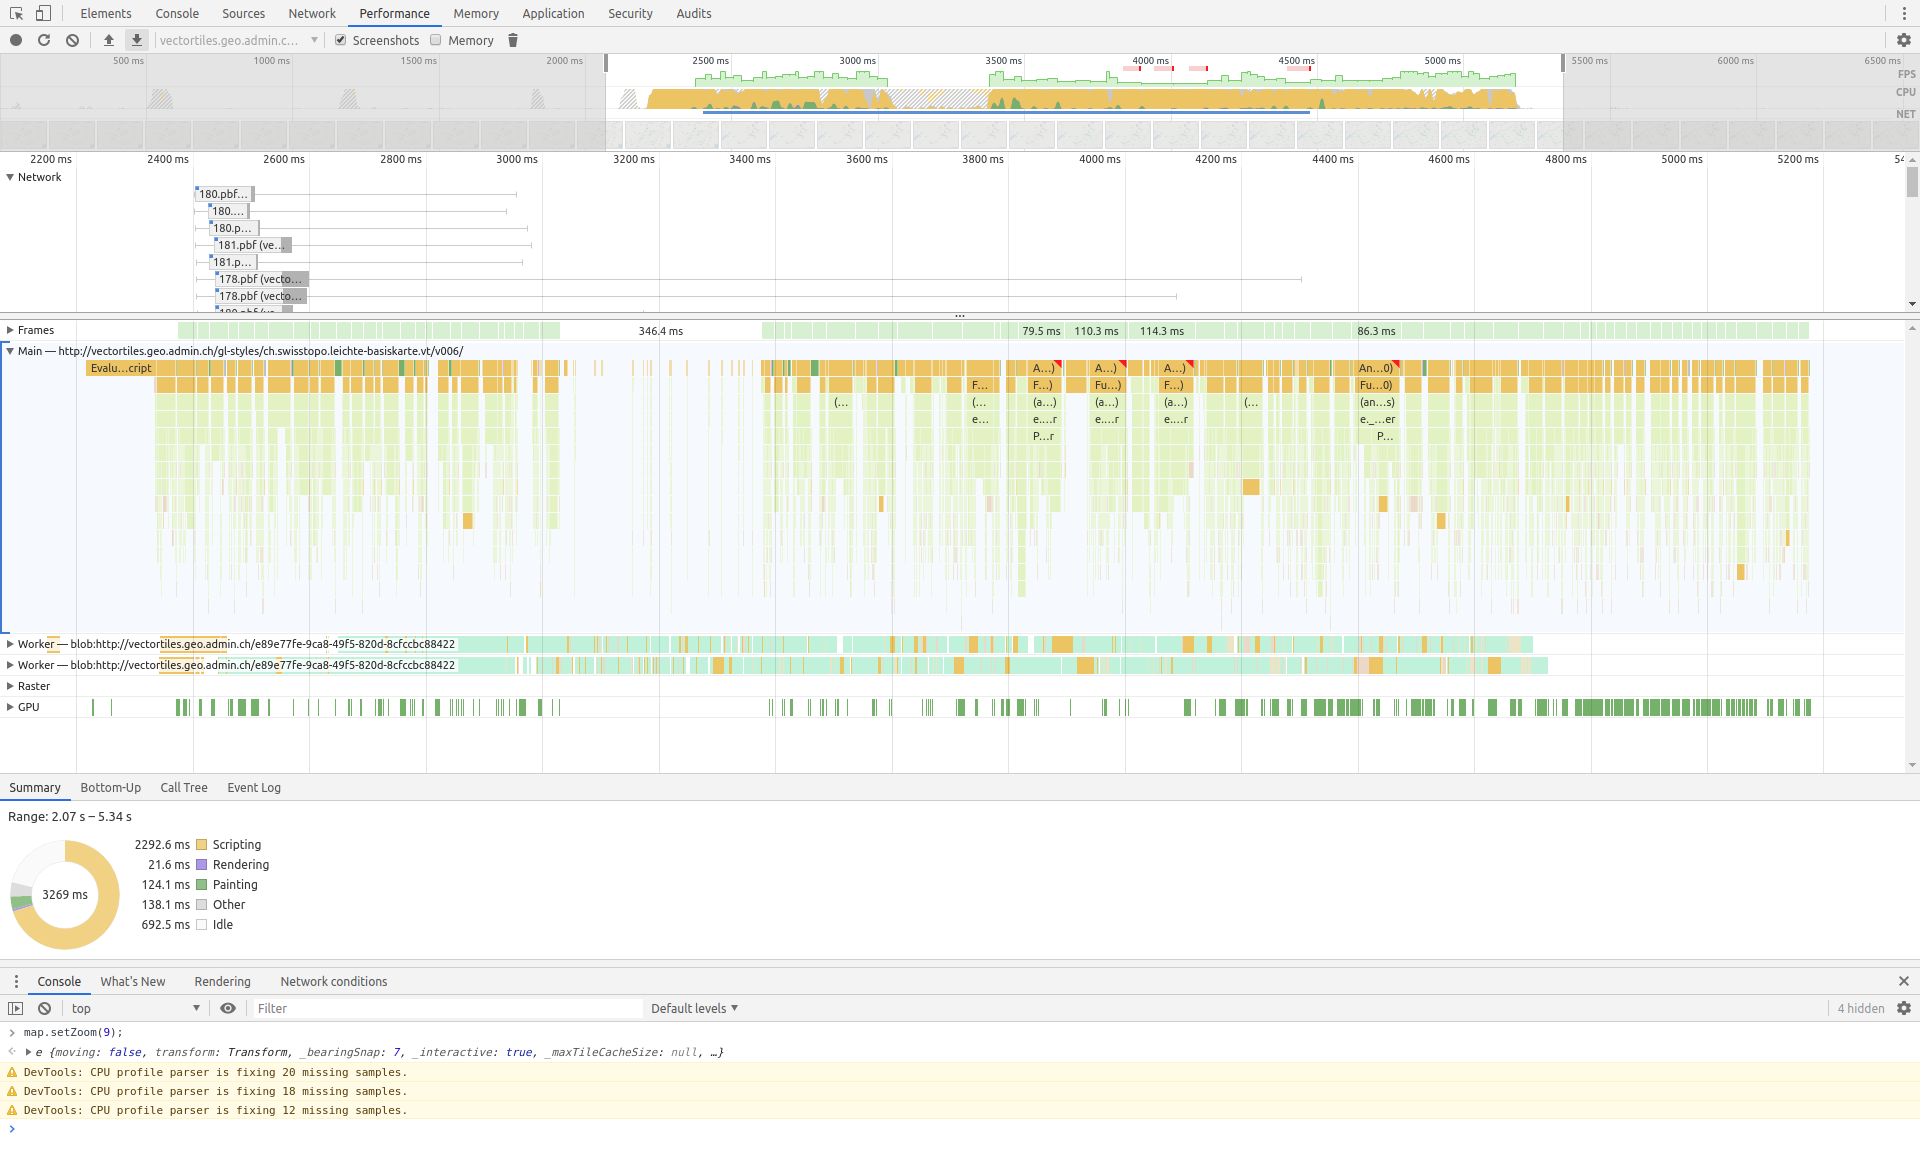 Elements Console Sources Network Performance Memory Application Security Audits
vectortiles.geo.admin.c... Screenshots Memory
500 ms 1000 ms 1500 ms 2000 ms 2500 ms 3000 ms 3500 ms 4000 ms 4500 ms 5000 ms 5500 ms 6000 ms 6500 ms
FPS
CPU
NET
2200 ms 2400 ms 2600 ms 2800 ms 3000 ms 3200 ms 3400 ms 3600 ms 3800 ms 4000 ms 4200 ms 4400 ms 4600 ms 4800 ms 5000 ms 5200 ms 54
Network
180.pbf...
180....
180.p...
181.pbf (ve...
181.p...
178.pbf (vecto...
178.pbf (vecto...
Frames 346.4 ms 79.5 ms 110.3 ms 114.3 ms 86.3 ms
Main — http://vectortiles.geo.admin.ch/gl-styles/ch.swisstopo.leichte-basiskarte.vt/v006/
Evalu...cript A...) A...) A...) An...0)
F... F...) Fu...) F...) Fu...0)
(... (... (a...) (a...) (a...) (... (an...s)
e... e....r e....r e....r e._...er
P...r P...
Worker — blob:http://vectortiles.geo.admin.ch/e89e77fe-9ca8-49f5-820d-8cfccbc88422
Worker — blob:http://vectortiles.geo.admin.ch/e89e77fe-9ca8-49f5-820d-8cfccbc88422
Raster
GPU
Summary Bottom-Up Call Tree Event Log
Range: 2.07 s – 5.34 s
3269 ms
2292.6 ms Scripting
21.6 ms Rendering
124.1 ms Painting
138.1 ms Other
692.5 ms Idle
Console What's New Rendering Network conditions
top Filter Default levels 4 hidden
map.setZoom(9);
e {moving: false, transform: Transform, _bearingSnap: 7, _interactive: true, _maxTileCacheSize: null, …}
DevTools: CPU profile parser is fixing 20 missing samples.
DevTools: CPU profile parser is fixing 18 missing samples.
DevTools: CPU profile parser is fixing 12 missing samples.